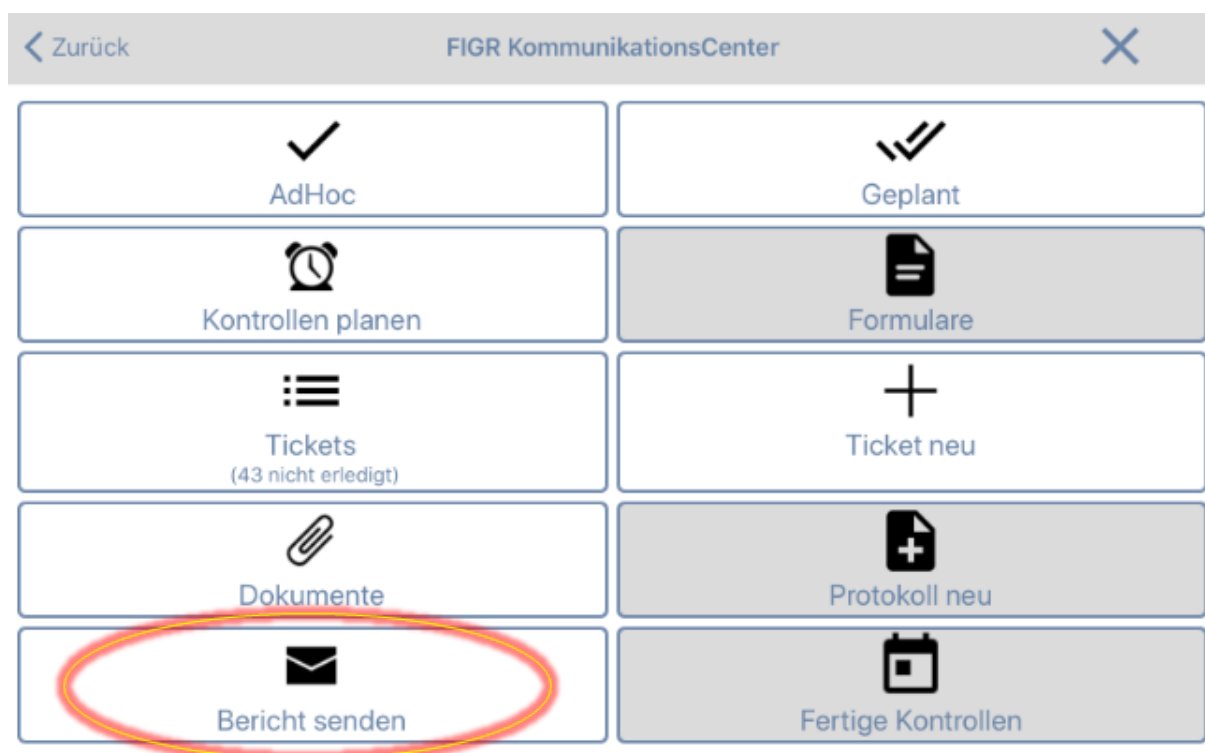 Zurück
FIGR KommunikationsCenter
AdHoc
Geplant
Kontrollen planen
Formulare
Tickets
(43 nicht erledigt)
Ticket neu
Dokumente
Protokoll neu
Bericht senden
Fertige Kontrollen